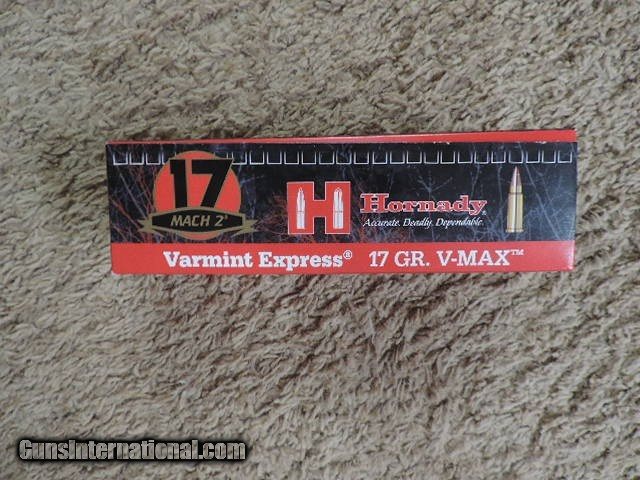 17
MACH 2®
H
Hornady®
Accurate. Deadly. Dependable.
Varmint Express® 17 GR. V-MAX™
GunsInternational.com